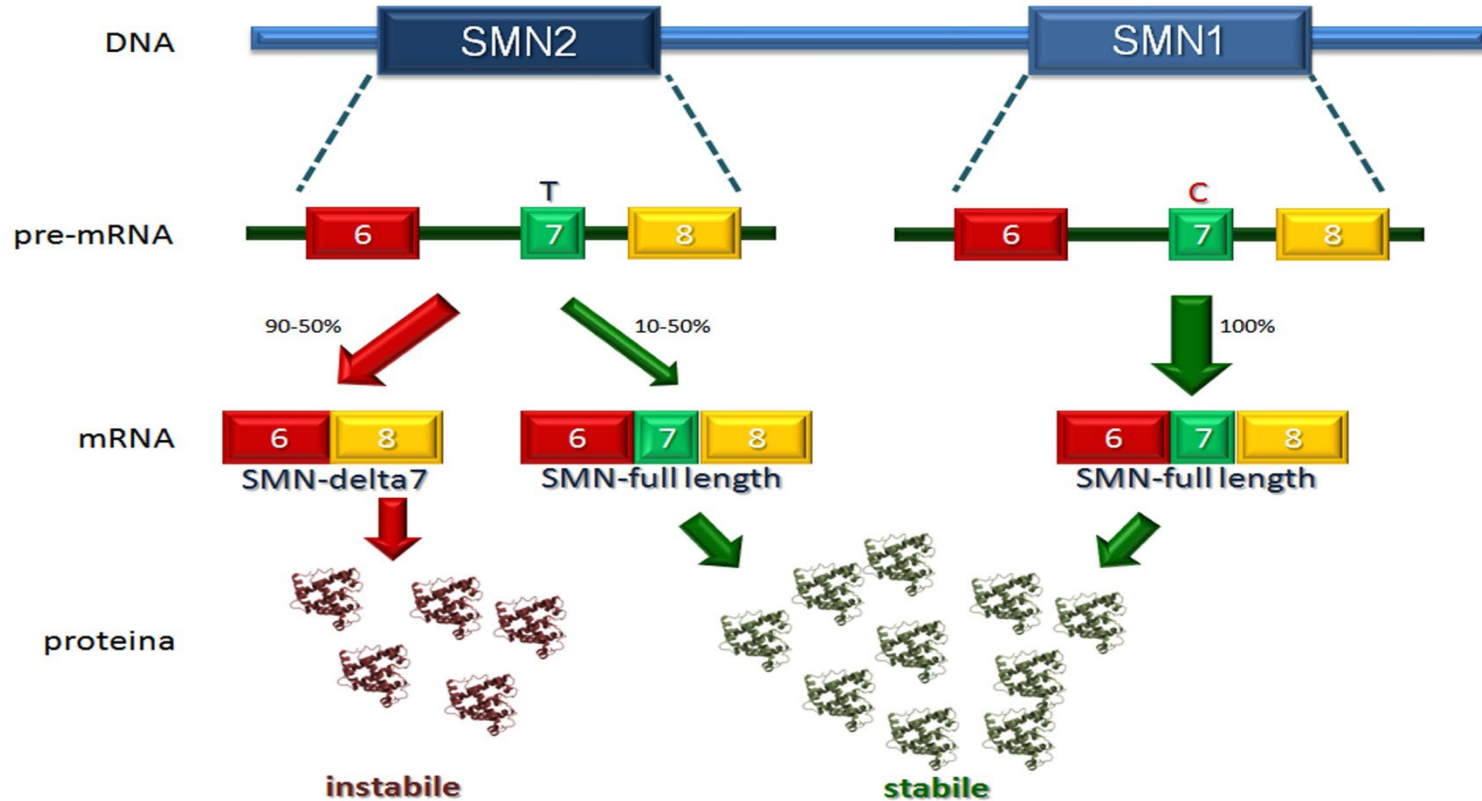 DNA
SMN2
SMN1
T
C
pre-mRNA
6
7
8
6
7
8
90-50%
10-50%
100%
mRNA
6
8
6
7
8
6
7
8
SMN-delta7
SMN-full length
SMN-full length
proteina
instabile
stabile